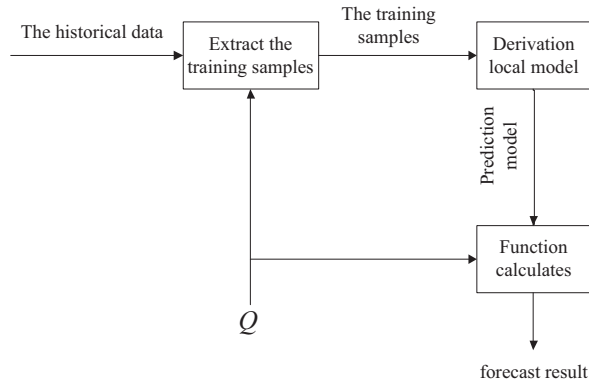 The historical data
Extract the
training samples
The training
samples
Derivation
local model
Prediction
model
Function
calculates
Q
forecast result